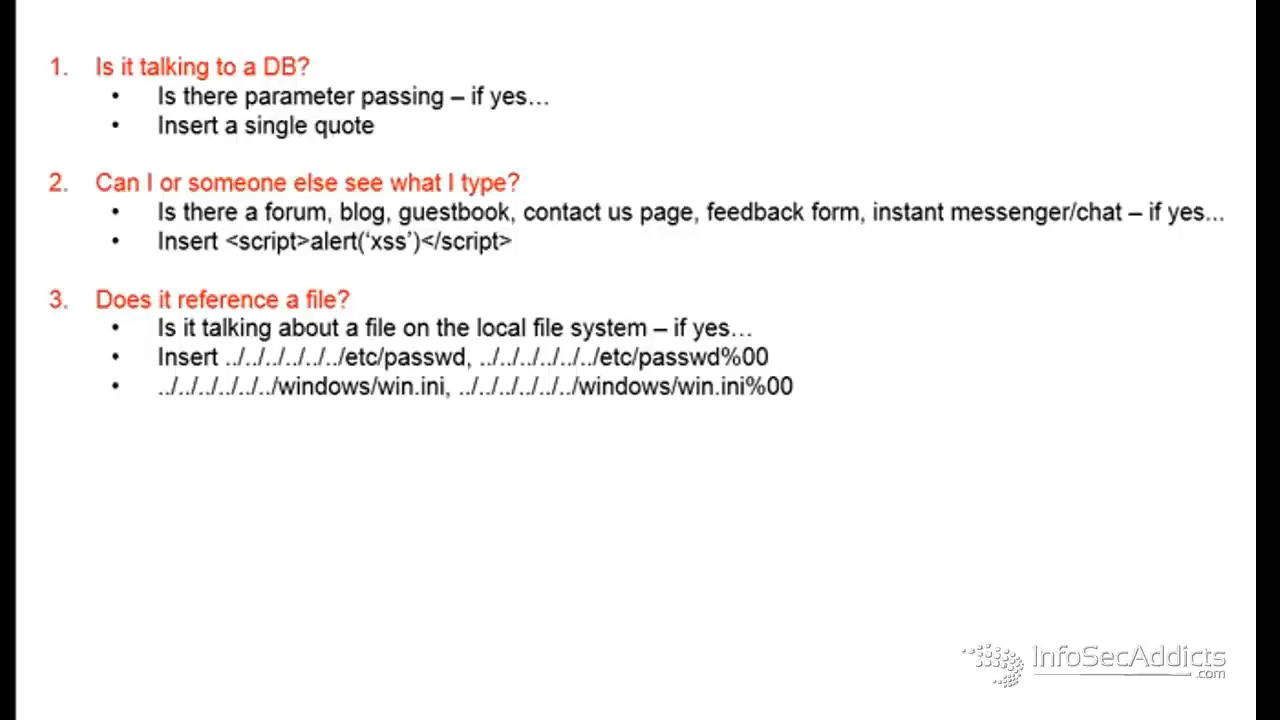 1. Is it talking to a DB?
• Is there parameter passing – if yes…
• Insert a single quote
2. Can I or someone else see what I type?
• Is there a forum, blog, guestbook, contact us page, feedback form, instant messenger/chat – if yes…
• Insert <script>alert(‘xss’)</script>
3. Does it reference a file?
• Is it talking about a file on the local file system – if yes…
• Insert ../../../../../../etc/passwd, ../../../../../../etc/passwd%00
• ../../../../../../windows/win.ini, ../../../../../../windows/win.ini%00
InfoSecAddicts
.com